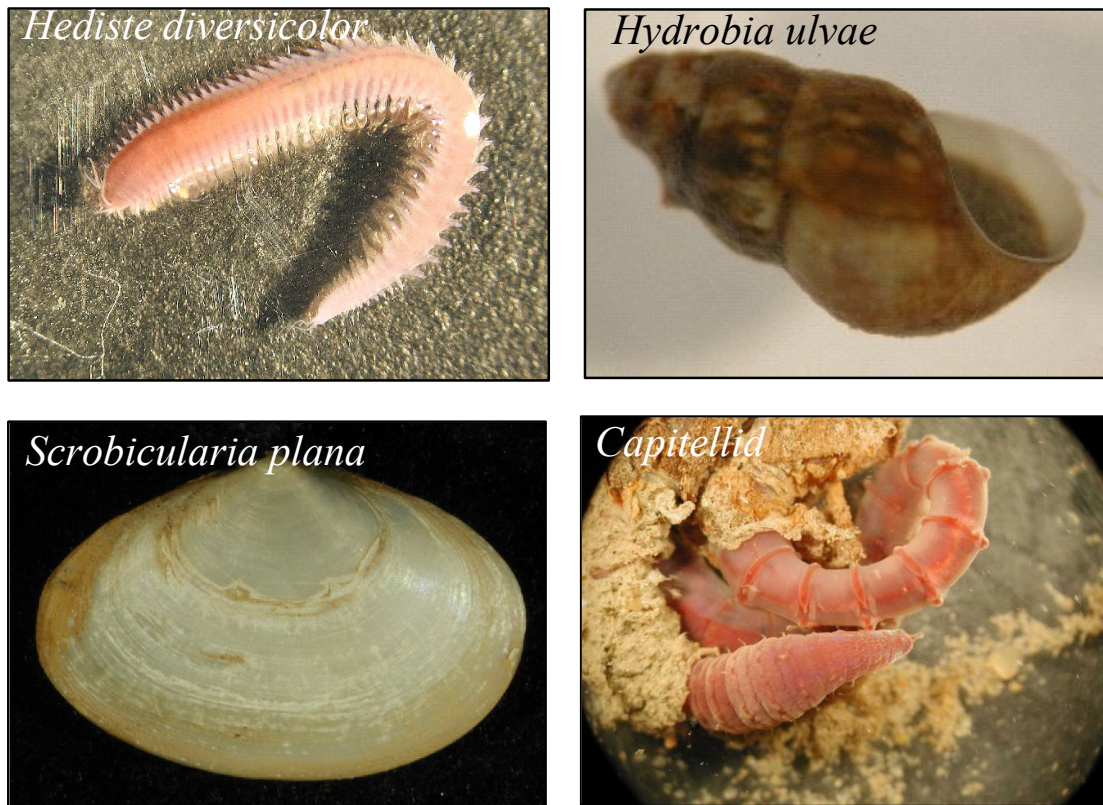 Hediste diversicolor
Hydrobia ulvae
Scrobicularia plana
Capitellid